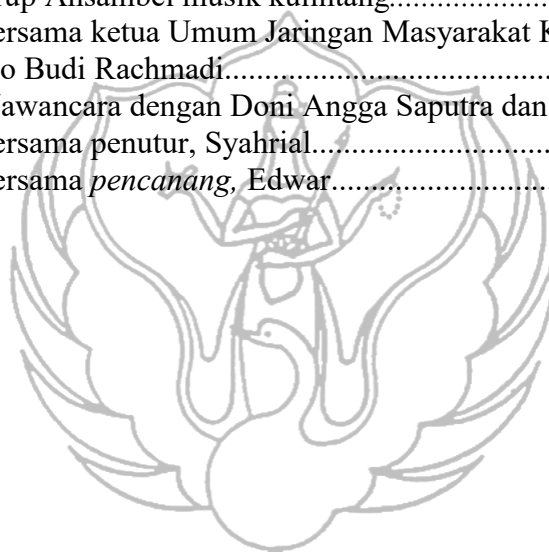 rup Ansambel musik kulintang......................
ersama ketua Umum Jaringan Masyarakat K
o Budi Rachmadi.............................................
awancara dengan Doni Angga Saputra dan
ersama penutur, Syahrial.................................
ersama pencanang, Edwar..............................